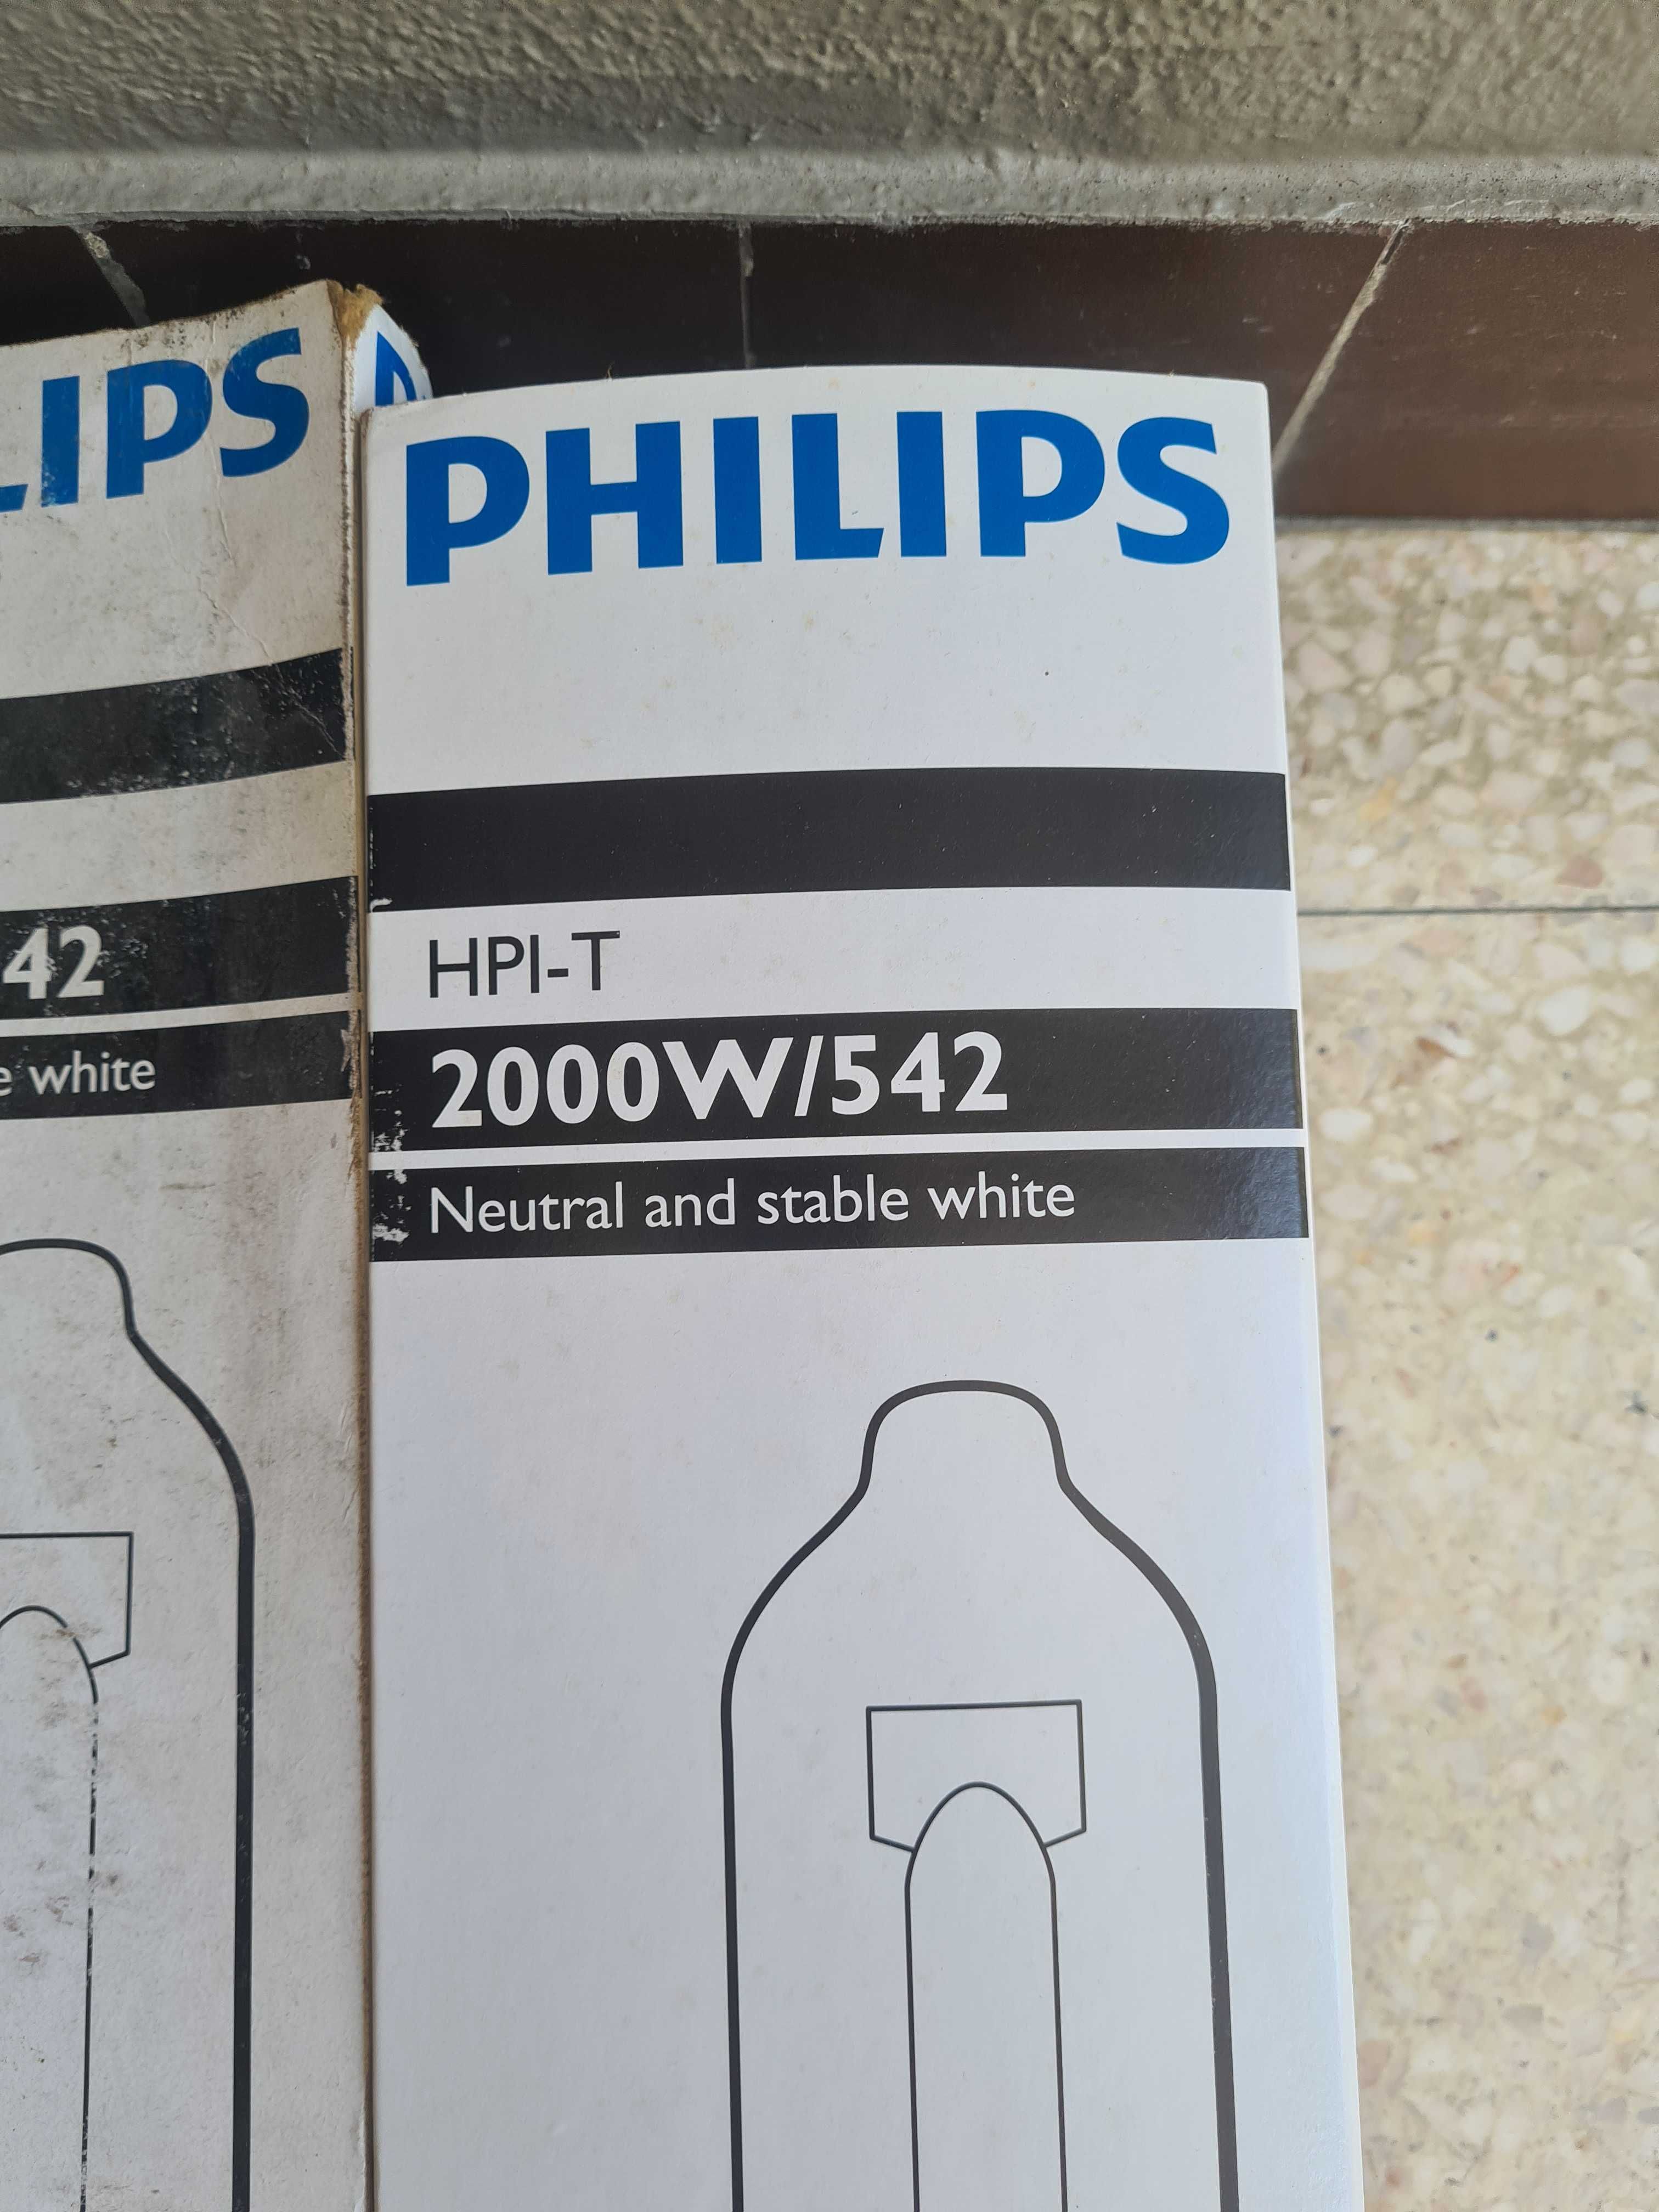 LIPS
42
e white
PHILIPS
HPI-T
2000W/542
Neutral and stable white